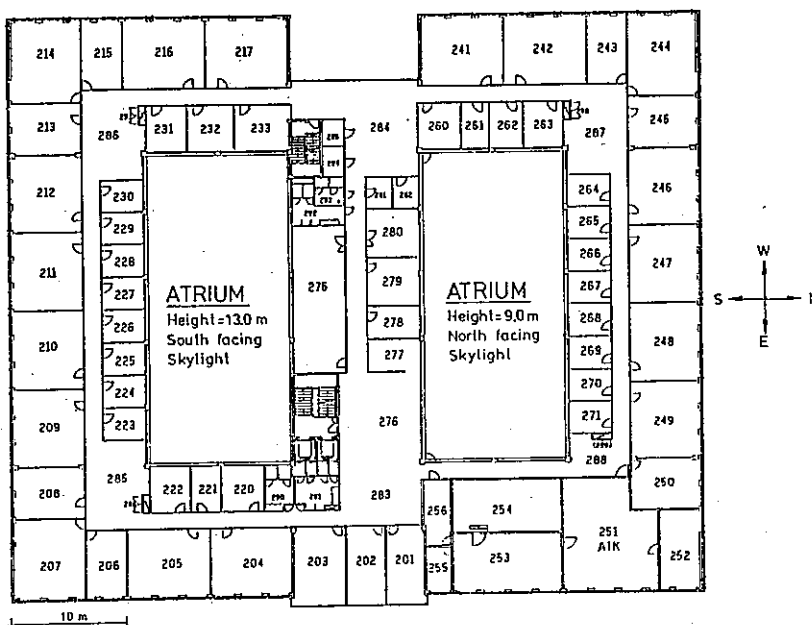 214 215 216 217 241 242 243 244
213 286 231 232 233 284 260 261 262 263 287 246
212 230 264 246
229 265
280
228 266
211 227 276 279 267 247
ATRIUM
Height=13.0 m
South facing
Skylight
ATRIUM
Height=9.0 m
North facing
Skylight
W
S
E
210 226 278 268 248
225 277 269
224 270
209 223 276 271 249
285 288
208 222 221 220 283 250
256 254 251
AIK
207 206 205 204 203 202 201 255 253 252
10 m